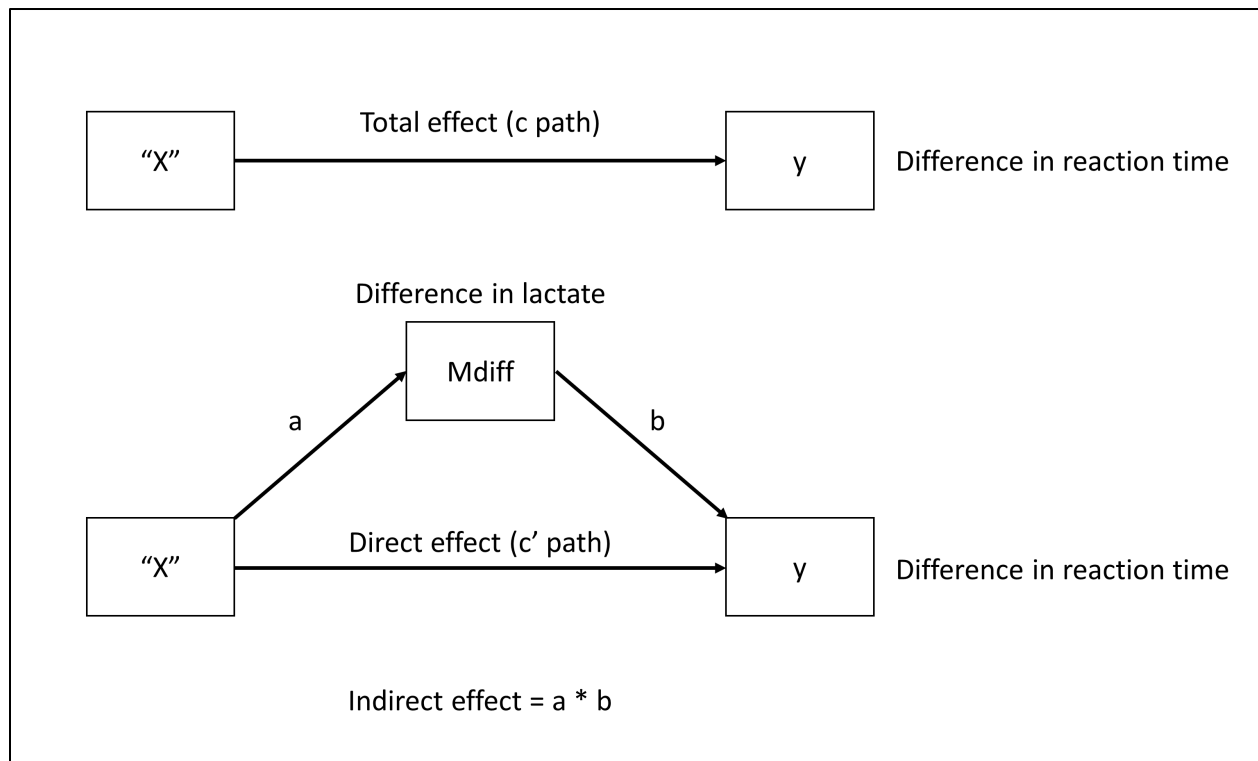 Total effect (c path)
“X”
y
Difference in reaction time
Difference in lactate
Mdiff
a
b
Direct effect (c’ path)
“X”
y
Difference in reaction time
Indirect effect = a * b